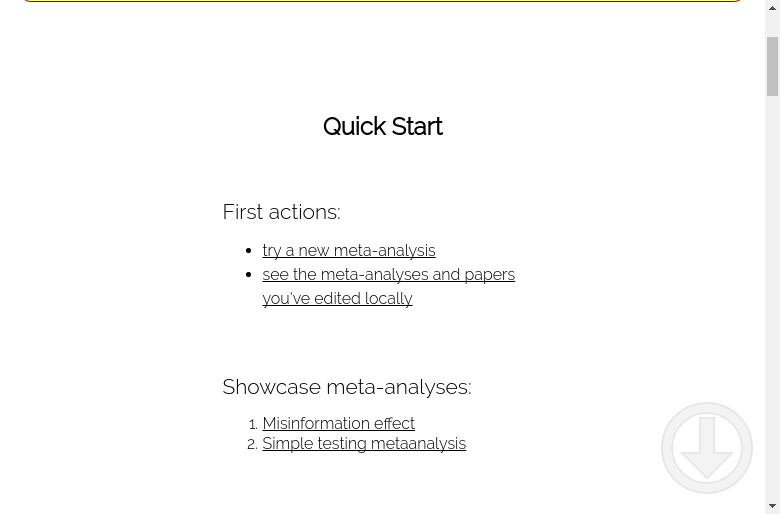 Quick Start
First actions:
try a new meta-analysis
see the meta-analyses and papers
you've edited locally
Showcase meta-analyses:
1. Misinformation effect
2. Simple testing metaanalysis